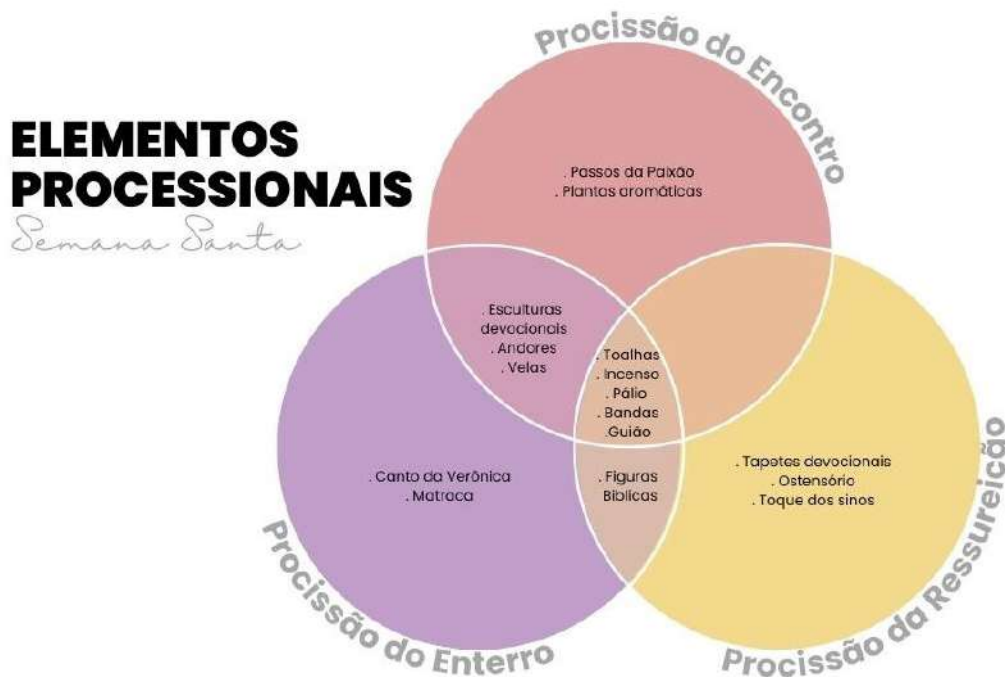 ELEMENTOS
PROCESSIONAIS
Semana Santa
Procissão do Encontro
. Passos da Paixão
. Plantas aromáticas
. Esculturas
devocionais
. Andores
. Velas
. Toalhas
. Incenso
. Pálio
. Bandas
.Guião
. Canto da Verônica
. Matraca
. Figuras
Bíblicas
. Tapetes devocionais
. Ostensório
. Toque dos sinos
Procissão do Enterro
Procissão da Ressureição